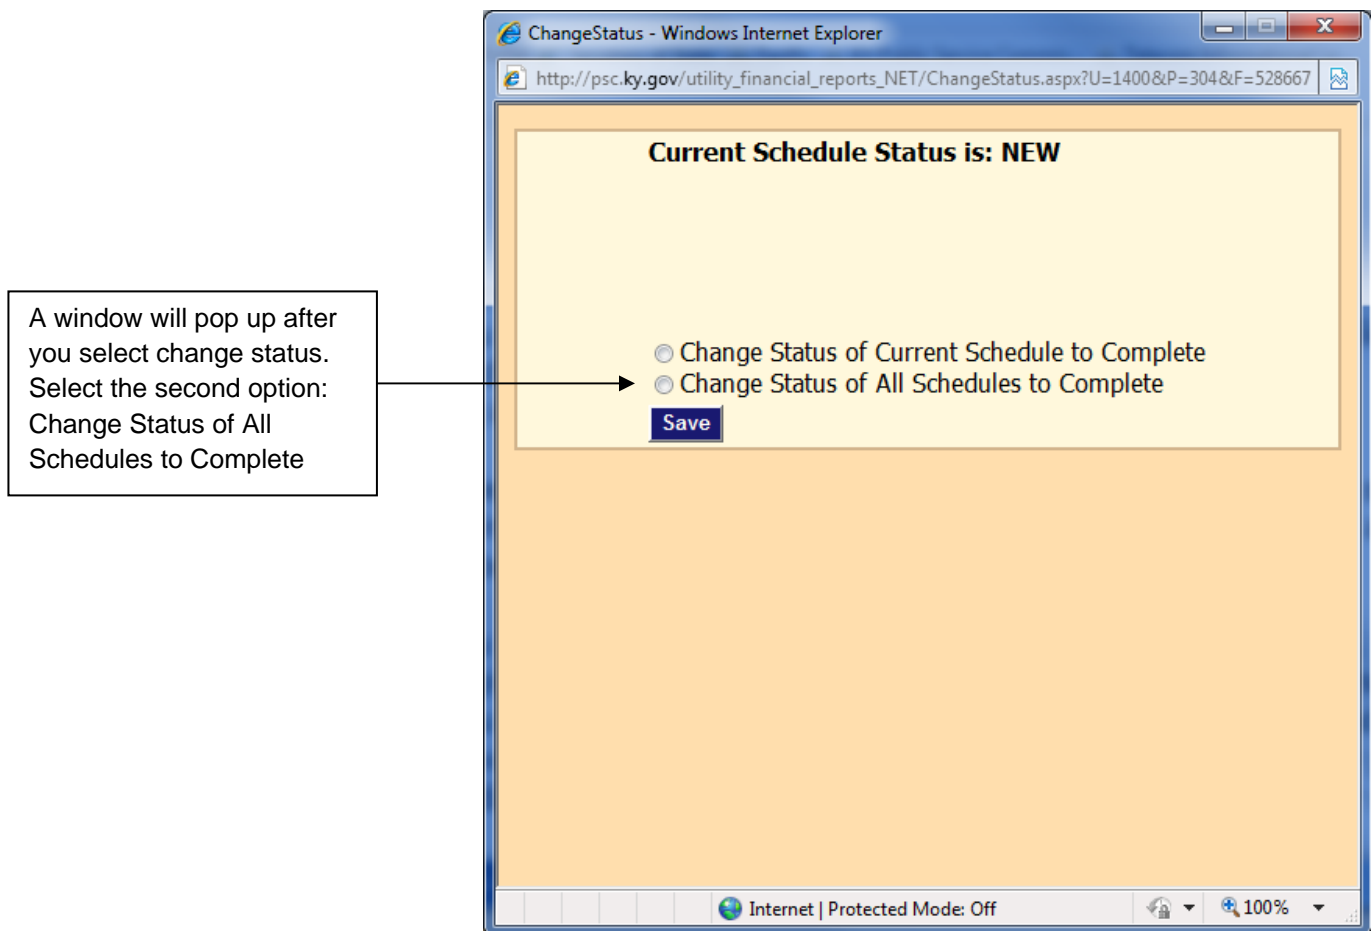 ChangeStatus - Windows Internet Explorer
http://psc.ky.gov/utility_financial_reports_NET/ChangeStatus.aspx?U=1400&P=304&F=528667
Current Schedule Status is: NEW
A window will pop up after
you select change status.
Select the second option:
Change Status of All
Schedules to Complete
Change Status of Current Schedule to Complete
Change Status of All Schedules to Complete
Save
Internet | Protected Mode: Off
100%